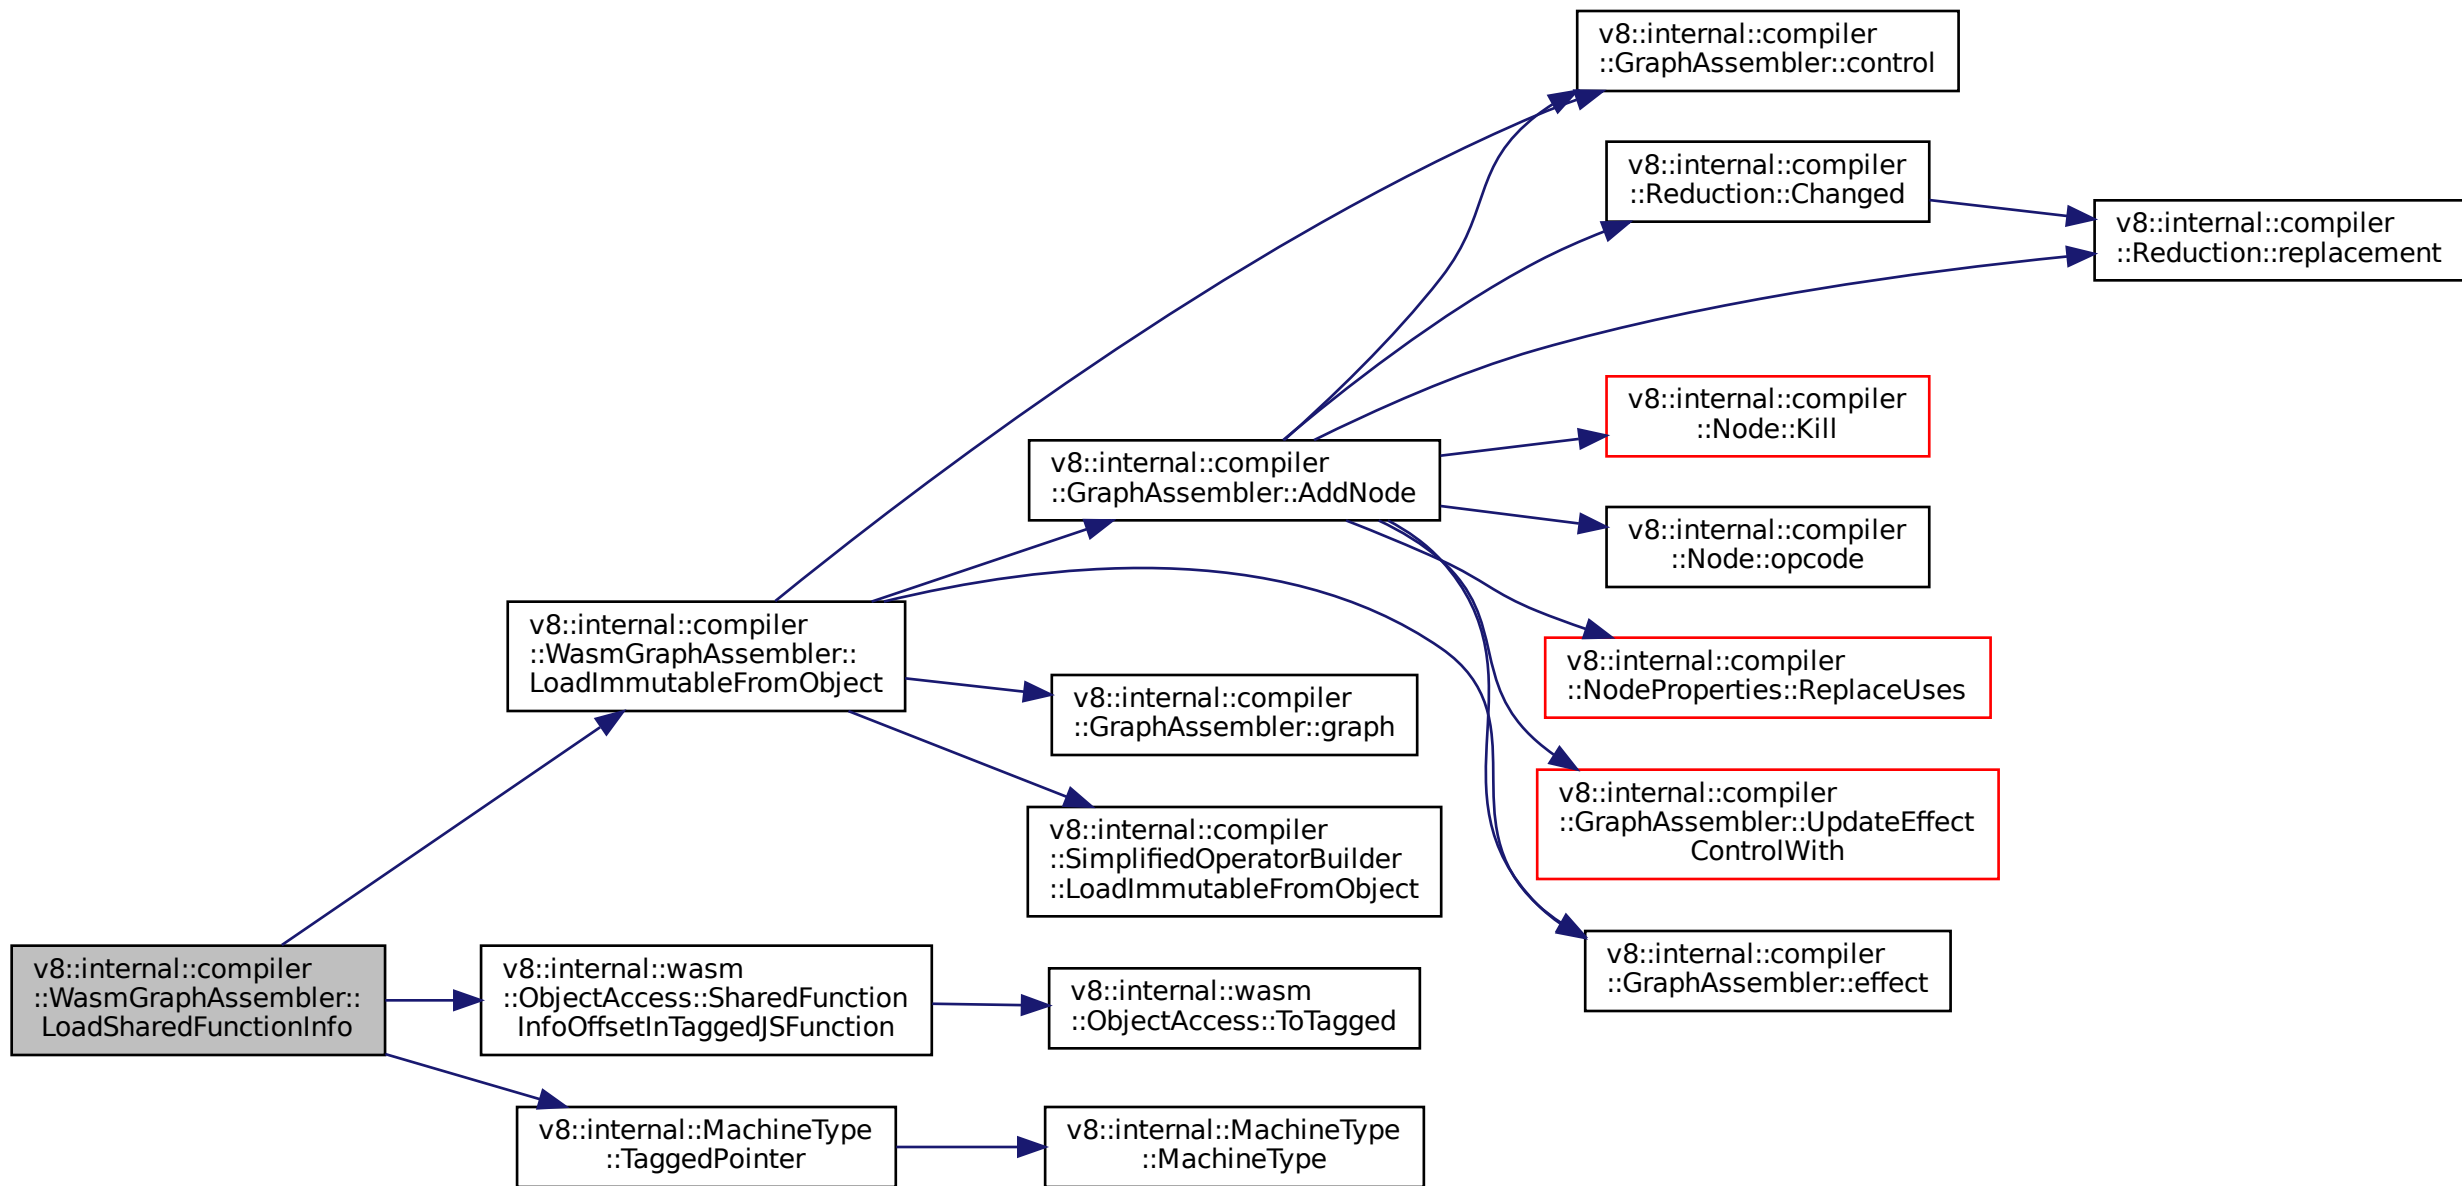 v8::internal::compiler
::GraphAssembler::control
v8::internal::compiler
::Reduction::Changed
v8::internal::compiler
::Reduction::replacement
v8::internal::compiler
::Node::Kill
v8::internal::compiler
::GraphAssembler::AddNode
v8::internal::compiler
::Node::opcode
v8::internal::compiler
::WasmGraphAssembler::
LoadImmutableFromObject
v8::internal::compiler
::NodeProperties::ReplaceUses
v8::internal::compiler
::GraphAssembler::graph
v8::internal::compiler
::GraphAssembler::UpdateEffect
ControlWith
v8::internal::compiler
::SimplifiedOperatorBuilder
::LoadImmutableFromObject
v8::internal::compiler
::GraphAssembler::effect
v8::internal::compiler
::WasmGraphAssembler::
LoadSharedFunctionInfo
v8::internal::wasm
::ObjectAccess::SharedFunction
InfoOffsetInTaggedJSFunction
v8::internal::wasm
::ObjectAccess::ToTagged
v8::internal::MachineType
::TaggedPointer
v8::internal::MachineType
::MachineType